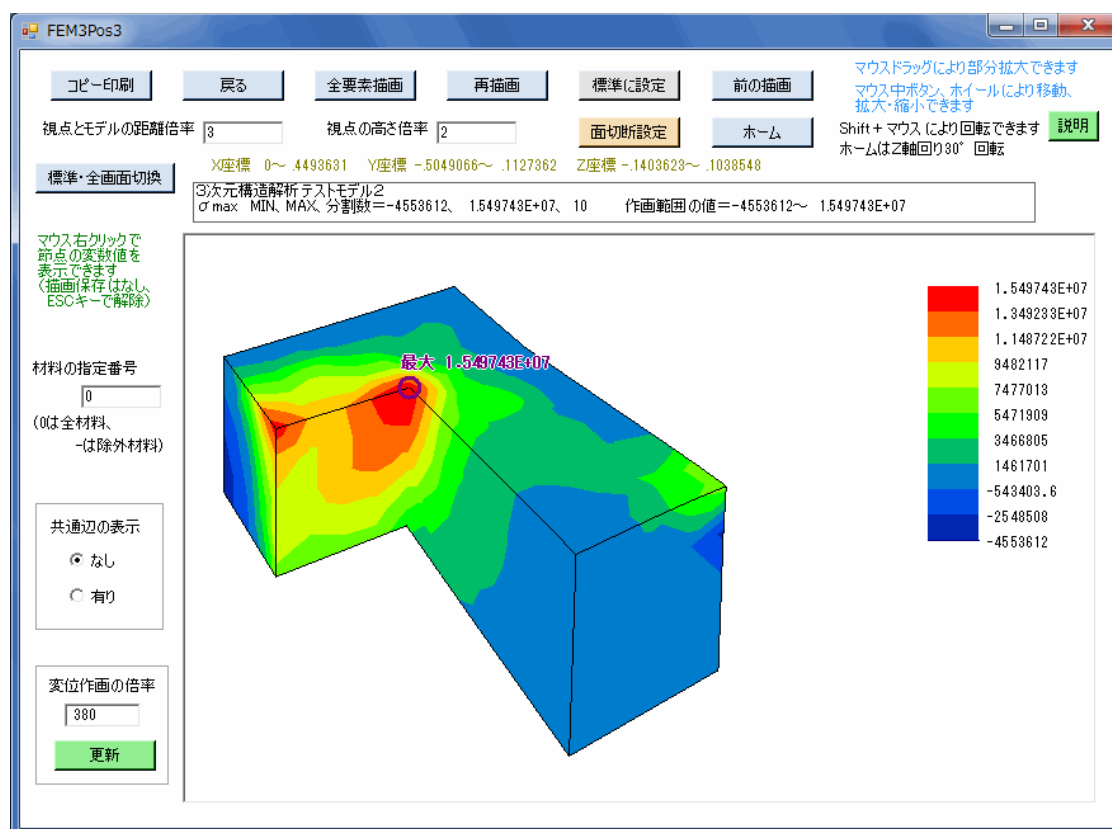 FEM3Pos3
コピー印刷
戻る
全要素描画
再描画
標準に設定
前の描画
マウスドラッグにより部分拡大できます
マウス中ボタン、ホイールにより移動、
拡大・縮小できます
視点とモデルの距離倍率 3
視点の高さ倍率 2
面切断設定
ホーム
Shift+マウスにより回転できます
ホームはZ軸回り30°回転
説明
標準・全画面切換
X座標 0～ .4493631 Y座標 -.5049066～ .1127362 Z座標 -.1403623～ .1038548
3次元構造解析テストモデル2
σmax MIN、MAX、分割数=-4553612、 1.549743E+07、 10 作画範囲の値=-4553612～ 1.549743E+07
マウス右クリックで
節点の変数値を
表示できます
(描画保存はなし、
ESCキーで解除)
材料の指定番号
0
(0は全材料、
-は除外材料)
共通辺の表示
なし
有り
変位作画の倍率
380
更新
最大 1.549743E+07
1.549743E+07
1.349233E+07
1.148722E+07
9482117
7477013
5471909
3466805
1461701
-543403.6
-2548508
-4553612